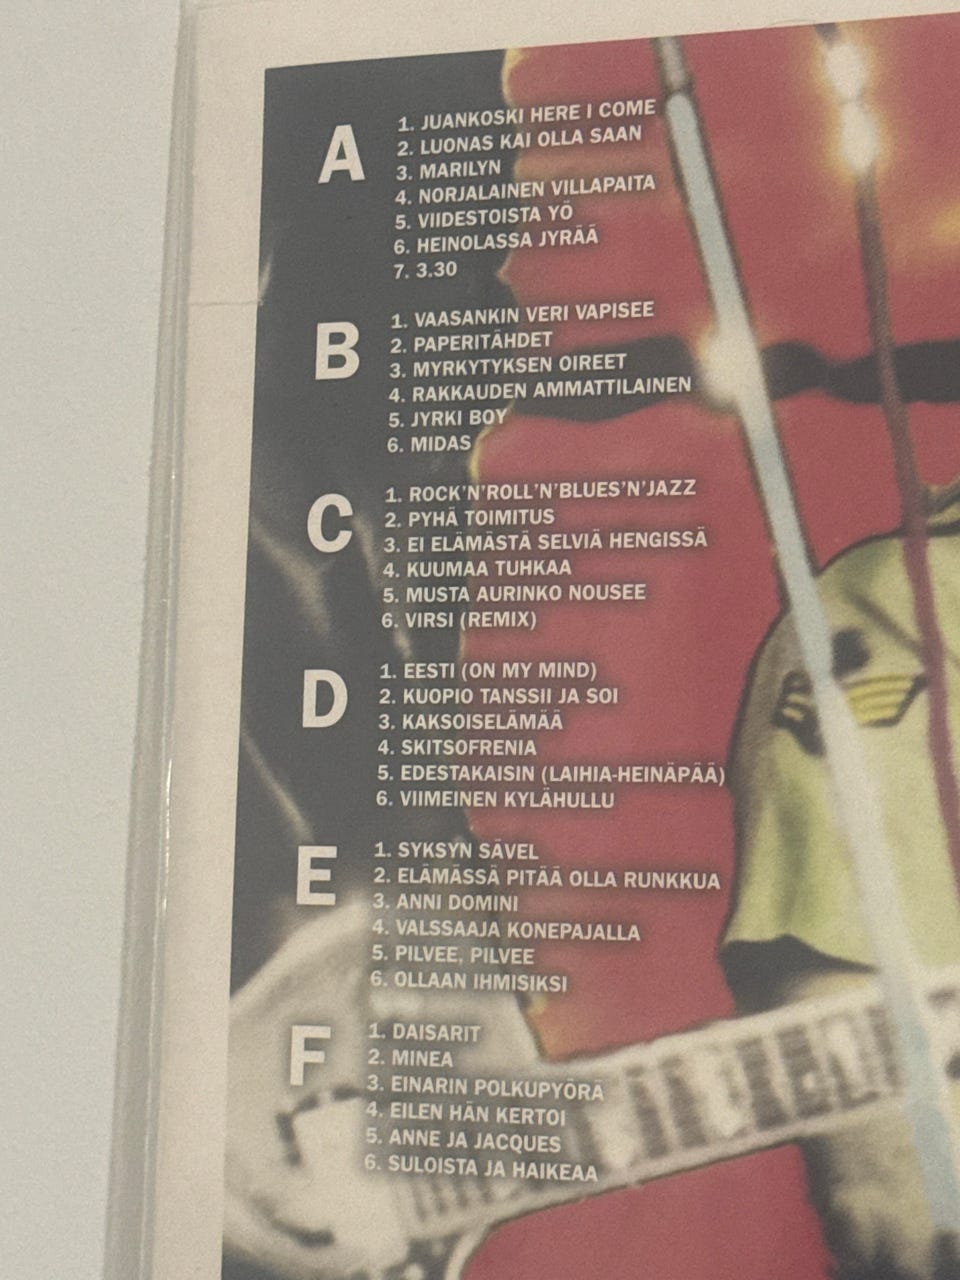 A
1. JUANKOSKI HERE I COME
2. LUONAS KAI OLLA SAAN
3. MARILYN
4. NORJALAINEN VILLAPAITA
5. VIIDESTOISTA YÖ
6. HEINOLASSA JYRÄÄ
7. 3.30
B
1. VAASANKIN VERI VAPISEE
2. PAPERITÄHDET
3. MYRKYTYKSEN OIREET
4. RAKKAUDEN AMMATTILAINEN
5. JYRKI BOY
6. MIDAS
C
1. ROCK'N'ROLL'N'BLUES'N'JAZZ
2. PYHÄ TOIMITUS
3. EI ELÄMÄSTÄ SELVIÄ HENGISSÄ
4. KUUMAA TUHKAA
5. MUSTA AURINKO NOUSEE
6. VIRSI (REMIX)
D
1. EESTI (ON MY MIND)
2. KUOPIO TANSSII JA SOI
3. KAKSOISELÄMÄÄ
4. SKITSOFRENIA
5. EDESTAKAISIN (LAIHIA-HEINÄPÄÄ)
6. VIIMEINEN KYLÄHULLU
E
1. SYKSYN SÄVEL
2. ELÄMÄSSÄ PITÄÄ OLLA RUNKKUA
3. ANNI DOMINI
4. VALSSAAJA KONEPAJALLA
5. PILVEE, PILVEE
6. OLLAAN IHMISIKSI
F
1. DAISARIT
2. MINEA
3. EINARIN POLKUPYÖRÄ
4. EILEN HÄN KERTOI
5. ANNE JA JACQUES
6. SULOISTA JA HAIKEAA